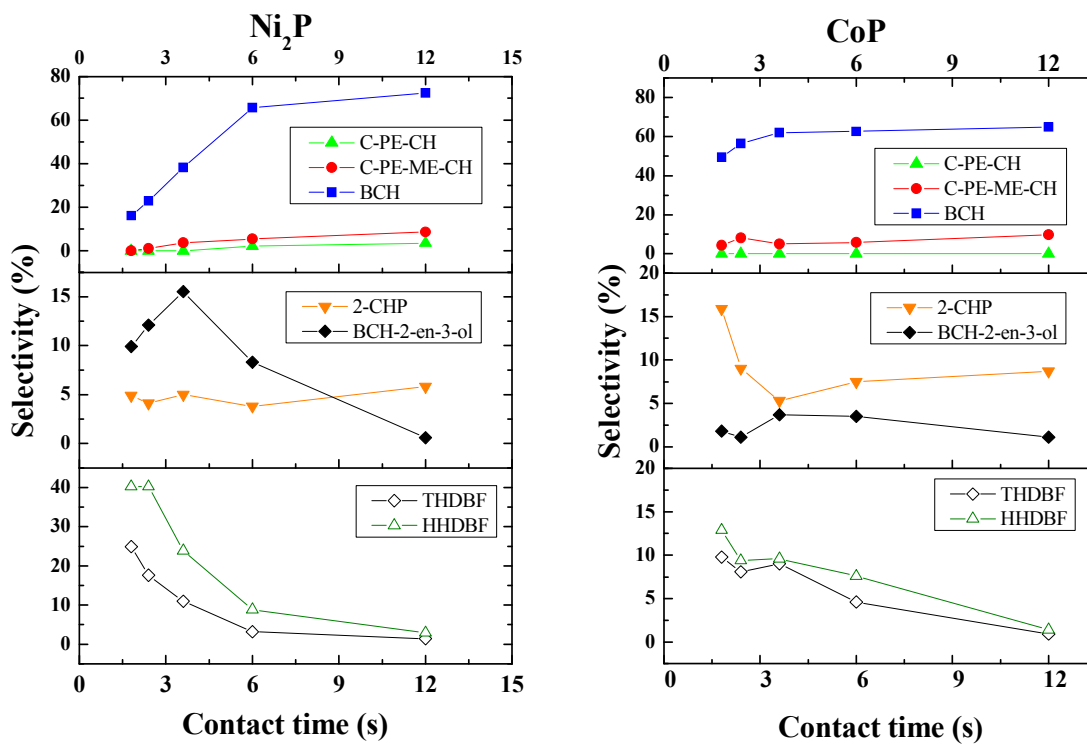 Ni₂P
0 3 6 9 12 15
80
60
40
20
0
C-PE-CH
C-PE-ME-CH
BCH
15
10
5
0
2-CHP
BCH-2-en-3-ol
40
30
20
10
0
THDBF
HHDBF
0 3 6 9 12 15
Selectivity (%)
Contact time (s)
CoP
0 3 6 9 12
80
60
40
20
0
C-PE-CH
C-PE-ME-CH
BCH
20
15
10
5
0
2-CHP
BCH-2-en-3-ol
20
15
10
5
0
THDBF
HHDBF
0 3 6 9 12
Selectivity (%)
Contact time (s)